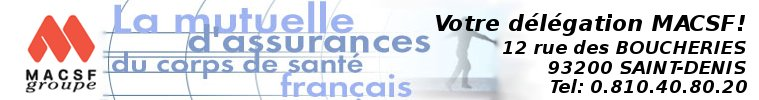 MACSF
groupe
La mutuelle
d'assurances
du corps de santé
français
Votre délégation MACSF!
12 rue des BOUCHERIES
93200 SAINT-DENIS
Tel: 0.810.40.80.20